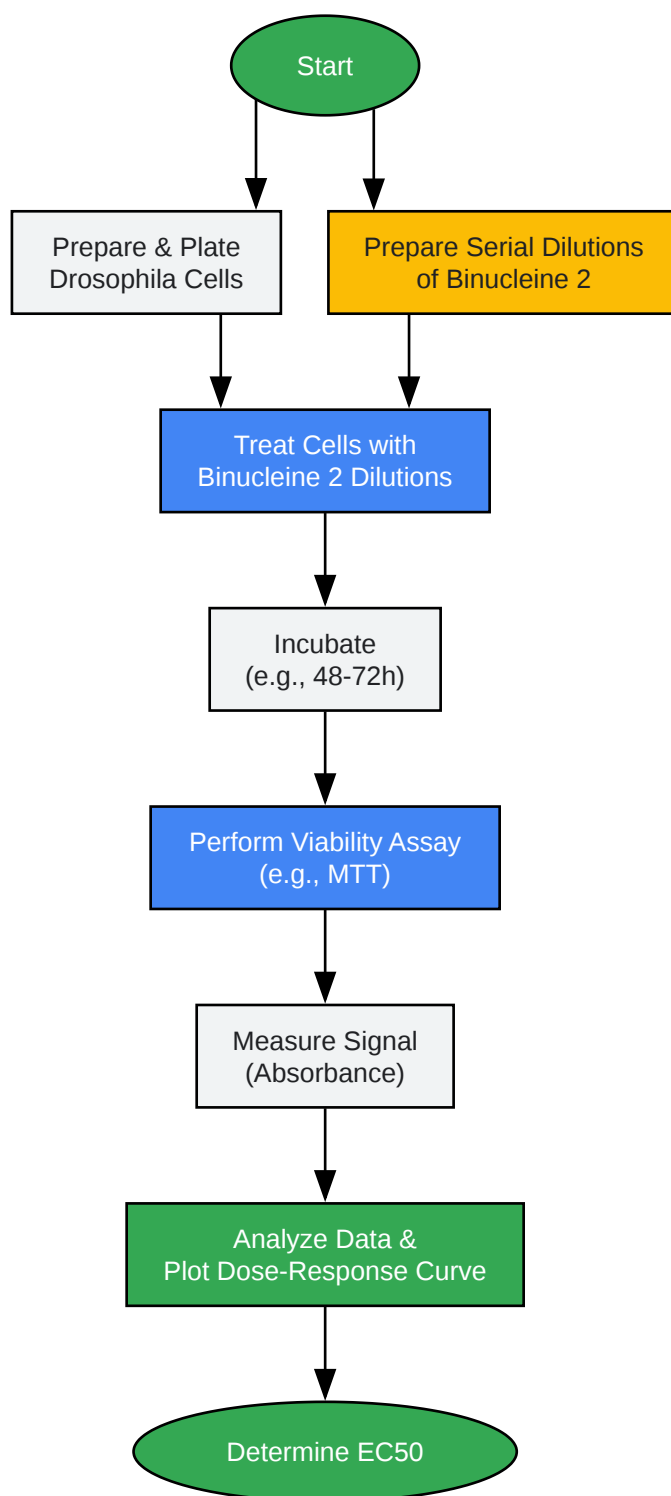 Start
Prepare & Plate
Drosophila Cells
Prepare Serial Dilutions
of Binucleine 2
Treat Cells with
Binucleine 2 Dilutions
Incubate
(e.g., 48-72h)
Perform Viability Assay
(e.g., MTT)
Measure Signal
(Absorbance)
Analyze Data &
Plot Dose-Response Curve
Determine EC50